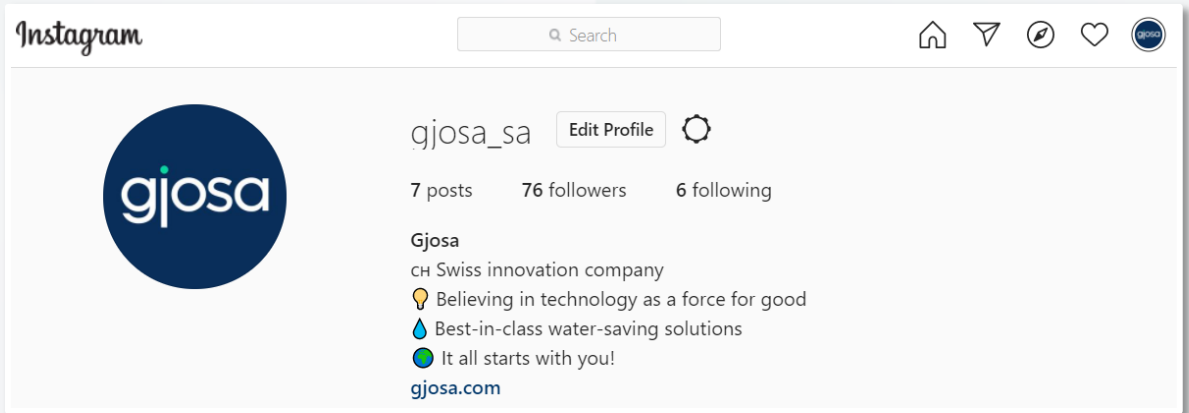 Instagram
Search
gjosa
gjosa
gjosa_sa Edit Profile
7 posts 76 followers 6 following
Gjosa
CH Swiss innovation company
💡 Believing in technology as a force for good
💧 Best-in-class water-saving solutions
🌍 It all starts with you!
gjosa.com